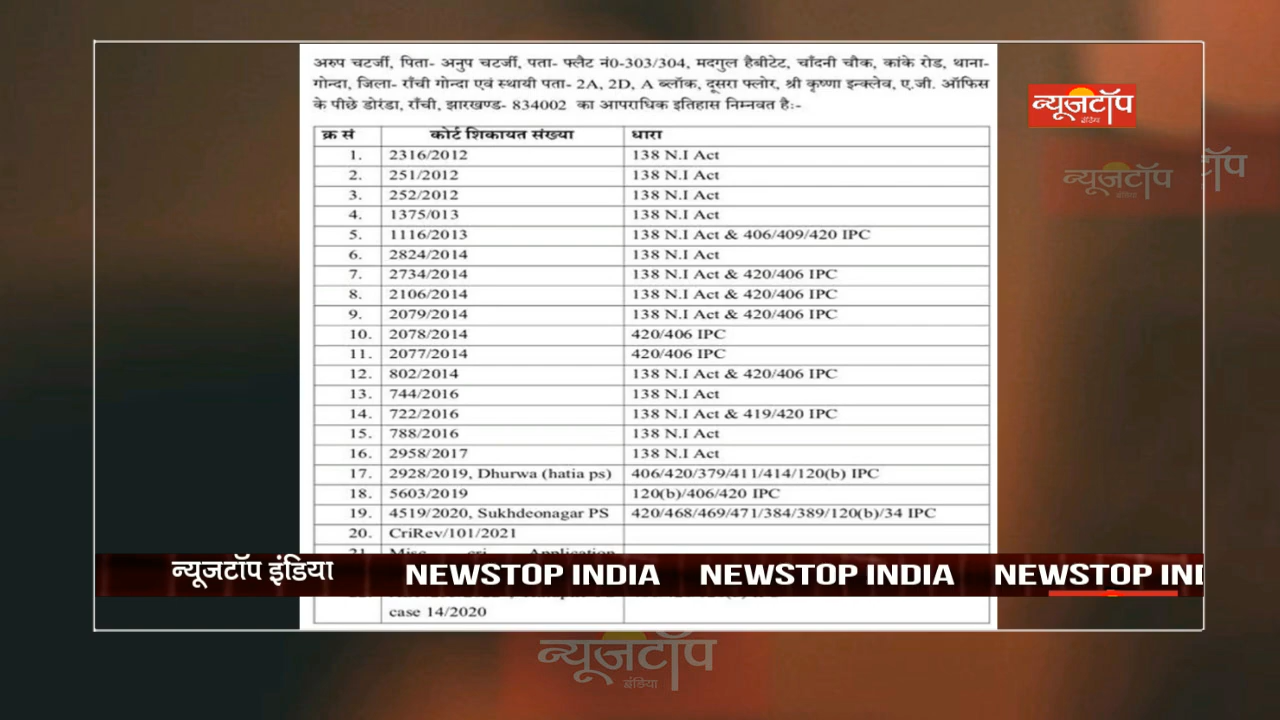 अरुप चटर्जी, पिता- अनुप चटर्जी, पता- फ्लैट नं0-303/304, मदगुल हैबीटेट, चाँदनी चौक, कांके रोड, थाना-
गोन्दा, जिला- राँची गोन्दा एवं स्थायी पता- 2A, 2D, A ब्लॉक, दूसरा फ्लोर, श्री कृष्णा इन्क्लेव, ए.जी. ऑफिस
के पीछे डोरंडा, राँची, झारखण्ड- 834002 का आपराधिक इतिहास निम्नवत हैः-
न्यूजटॉप
इंडिया
क्र सं कोर्ट शिकायत संख्या धारा
1. 2316/2012 138 N.I Act
2. 251/2012 138 N.I Act
3. 252/2012 138 N.I Act
4. 1375/013 138 N.I Act
5. 1116/2013 138 N.I Act & 406/409/420 IPC
6. 2824/2014 138 N.I Act
7. 2734/2014 138 N.I Act & 420/406 IPC
8. 2106/2014 138 N.I Act & 420/406 IPC
9. 2079/2014 138 N.I Act & 420/406 IPC
10. 2078/2014 420/406 IPC
11. 2077/2014 420/406 IPC
12. 802/2014 138 N.I Act & 420/406 IPC
13. 744/2016 138 N.I Act
14. 722/2016 138 N.I Act & 419/420 IPC
15. 788/2016 138 N.I Act
16. 2958/2017 138 N.I Act
17. 2928/2019, Dhurwa (hatia ps) 406/420/379/411/414/120(b) IPC
18. 5603/2019 120(b)/406/420 IPC
19. 4519/2020, Sukhdeonagar PS 420/468/469/471/384/389/120(b)/34 IPC
20. CriRev/101/2021
21. Misc cri Application
न्यूजटॉप इंडिया NEWSTOP INDIA NEWSTOP INDIA NEWSTOP IND
case 14/2020
न्यूजटॉप
इंडिया
न्यूजटॉप
इंडिया